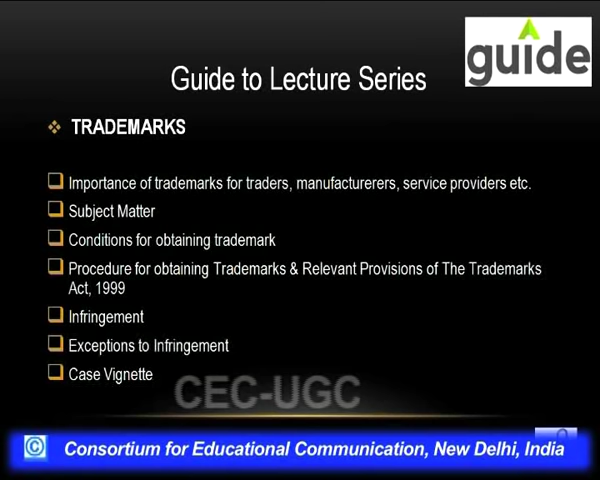 guide
Guide to Lecture Series
TRADEMARKS
Importance of trademarks for traders, manufacturerers, service providers etc.
Subject Matter
Conditions for obtaining trademark
Procedure for obtaining Trademarks & Relevant Provisions of The Trademarks
Act, 1999
Infringement
Exceptions to Infringement
Case Vignette
CEC-UGC
© Consortium for Educational Communication, New Delhi, India